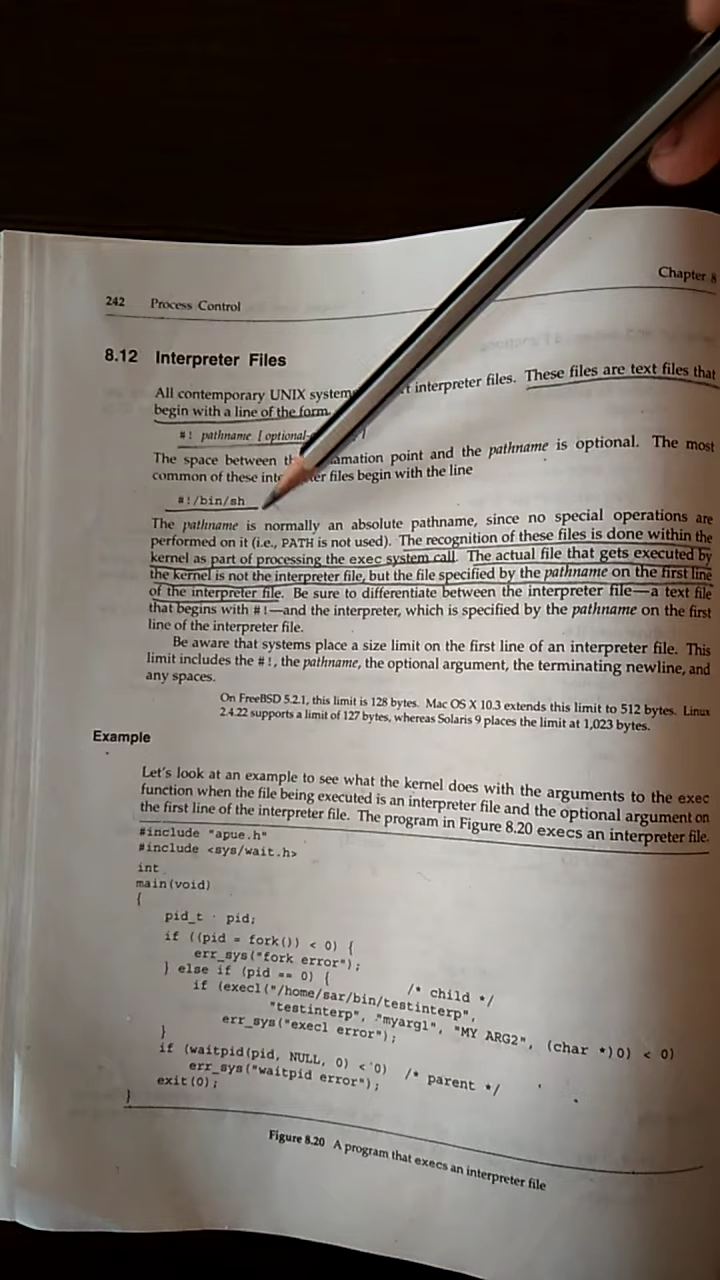 Chapter 8
242 Process Control
8.12 Interpreter Files
All contemporary UNIX system interpreter files. These files are text files that
begin with a line of the form
#! pathname [ optional- ]
The space between the exclamation point and the pathname is optional. The most
common of these interpreter files begin with the line
#!/bin/sh
The pathname is normally an absolute pathname, since no special operations are
performed on it (i.e., PATH is not used). The recognition of these files is done within the
kernel as part of processing the exec system call. The actual file that gets executed by
the kernel is not the interpreter file, but the file specified by the pathname on the first line
of the interpreter file. Be sure to differentiate between the interpreter file—a text file
that begins with #!—and the interpreter, which is specified by the pathname on the first
line of the interpreter file.
Be aware that systems place a size limit on the first line of an interpreter file. This
limit includes the #!, the pathname, the optional argument, the terminating newline, and
any spaces.
On FreeBSD 5.2.1, this limit is 128 bytes. Mac OS X 10.3 extends this limit to 512 bytes. Linux
2.4.22 supports a limit of 127 bytes, whereas Solaris 9 places the limit at 1,023 bytes.
Example
Let's look at an example to see what the kernel does with the arguments to the exec
function when the file being executed is an interpreter file and the optional argument on
the first line of the interpreter file. The program in Figure 8.20 execs an interpreter file.
#include "apue.h"
#include <sys/wait.h>
int
main(void)
{
pid_t pid;
if ((pid = fork()) < 0) {
err_sys("fork error");
} else if (pid == 0) { /* child */
if (execl("/home/sar/bin/testinterp",
"testinterp", "myarg1", "MY ARG2", (char *)0) < 0)
err_sys("execl error");
}
if (waitpid(pid, NULL, 0) < 0) /* parent */
err_sys("waitpid error");
exit(0);
}
Figure 8.20 A program that execs an interpreter file